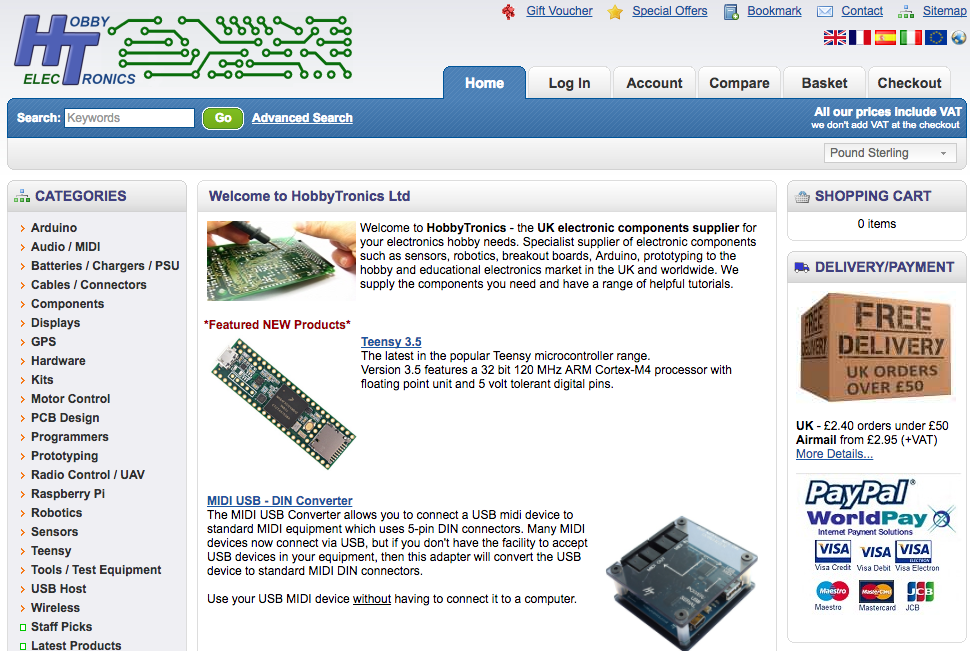 HOBBY
TRONICS
ELEC
Gift Voucher
Special Offers
Bookmark
Contact
Sitemap
Home
Log In
Account
Compare
Basket
Checkout
Search:
Keywords
Go
Advanced Search
All our prices include VAT
we don't add VAT at the checkout
Pound Sterling
CATEGORIES
Arduino
Audio / MIDI
Batteries / Chargers / PSU
Cables / Connectors
Components
Displays
GPS
Hardware
Kits
Motor Control
PCB Design
Programmers
Prototyping
Radio Control / UAV
Raspberry Pi
Robotics
Sensors
Teensy
Tools / Test Equipment
USB Host
Wireless
Staff Picks
Latest Products
Welcome to HobbyTronics Ltd
Welcome to HobbyTronics - the UK electronic components supplier for
your electronics hobby needs. Specialist supplier of electronic components
such as sensors, robotics, breakout boards, Arduino, prototyping to the
hobby and educational electronics market in the UK and worldwide. We
supply the components you need and have a range of helpful tutorials.
*Featured NEW Products*
Teensy 3.5
The latest in the popular Teensy microcontroller range.
Version 3.5 features a 32 bit 120 MHz ARM Cortex-M4 processor with
floating point unit and 5 volt tolerant digital pins.
MIDI USB - DIN Converter
The MIDI USB Converter allows you to connect a USB midi device to
standard MIDI equipment which uses 5-pin DIN connectors. Many MIDI
devices now connect via USB, but if you don't have the facility to accept
USB devices in your equipment, then this adapter will convert the USB
device to standard MIDI DIN connectors.
Use your USB MIDI device without having to connect it to a computer.
SHOPPING CART
0 items
DELIVERY/PAYMENT
FREE
DELIVERY
FREE
DELIVERY
UK ORDERS
OVER £50
UK - £2.40 orders under £50
Airmail from £2.95 (+VAT)
More Details...
PayPal®
WorldPay
Internet Payment Solutions
VISA
VISA
VISA
Visa Credit
Visa Debit
Visa Electron
Maestro
MasterCard
JCB
Maestro
Mastercard
JCB